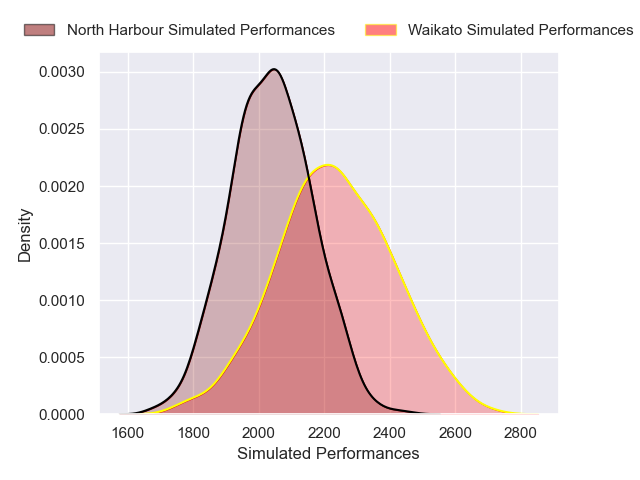 North Harbour Simulated Performances
Waikato Simulated Performances
0.0030
0.0025
0.0020
0.0015
0.0010
0.0005
0.0000
Density
1600 1800 2000 2200 2400 2600 2800
Simulated Performances